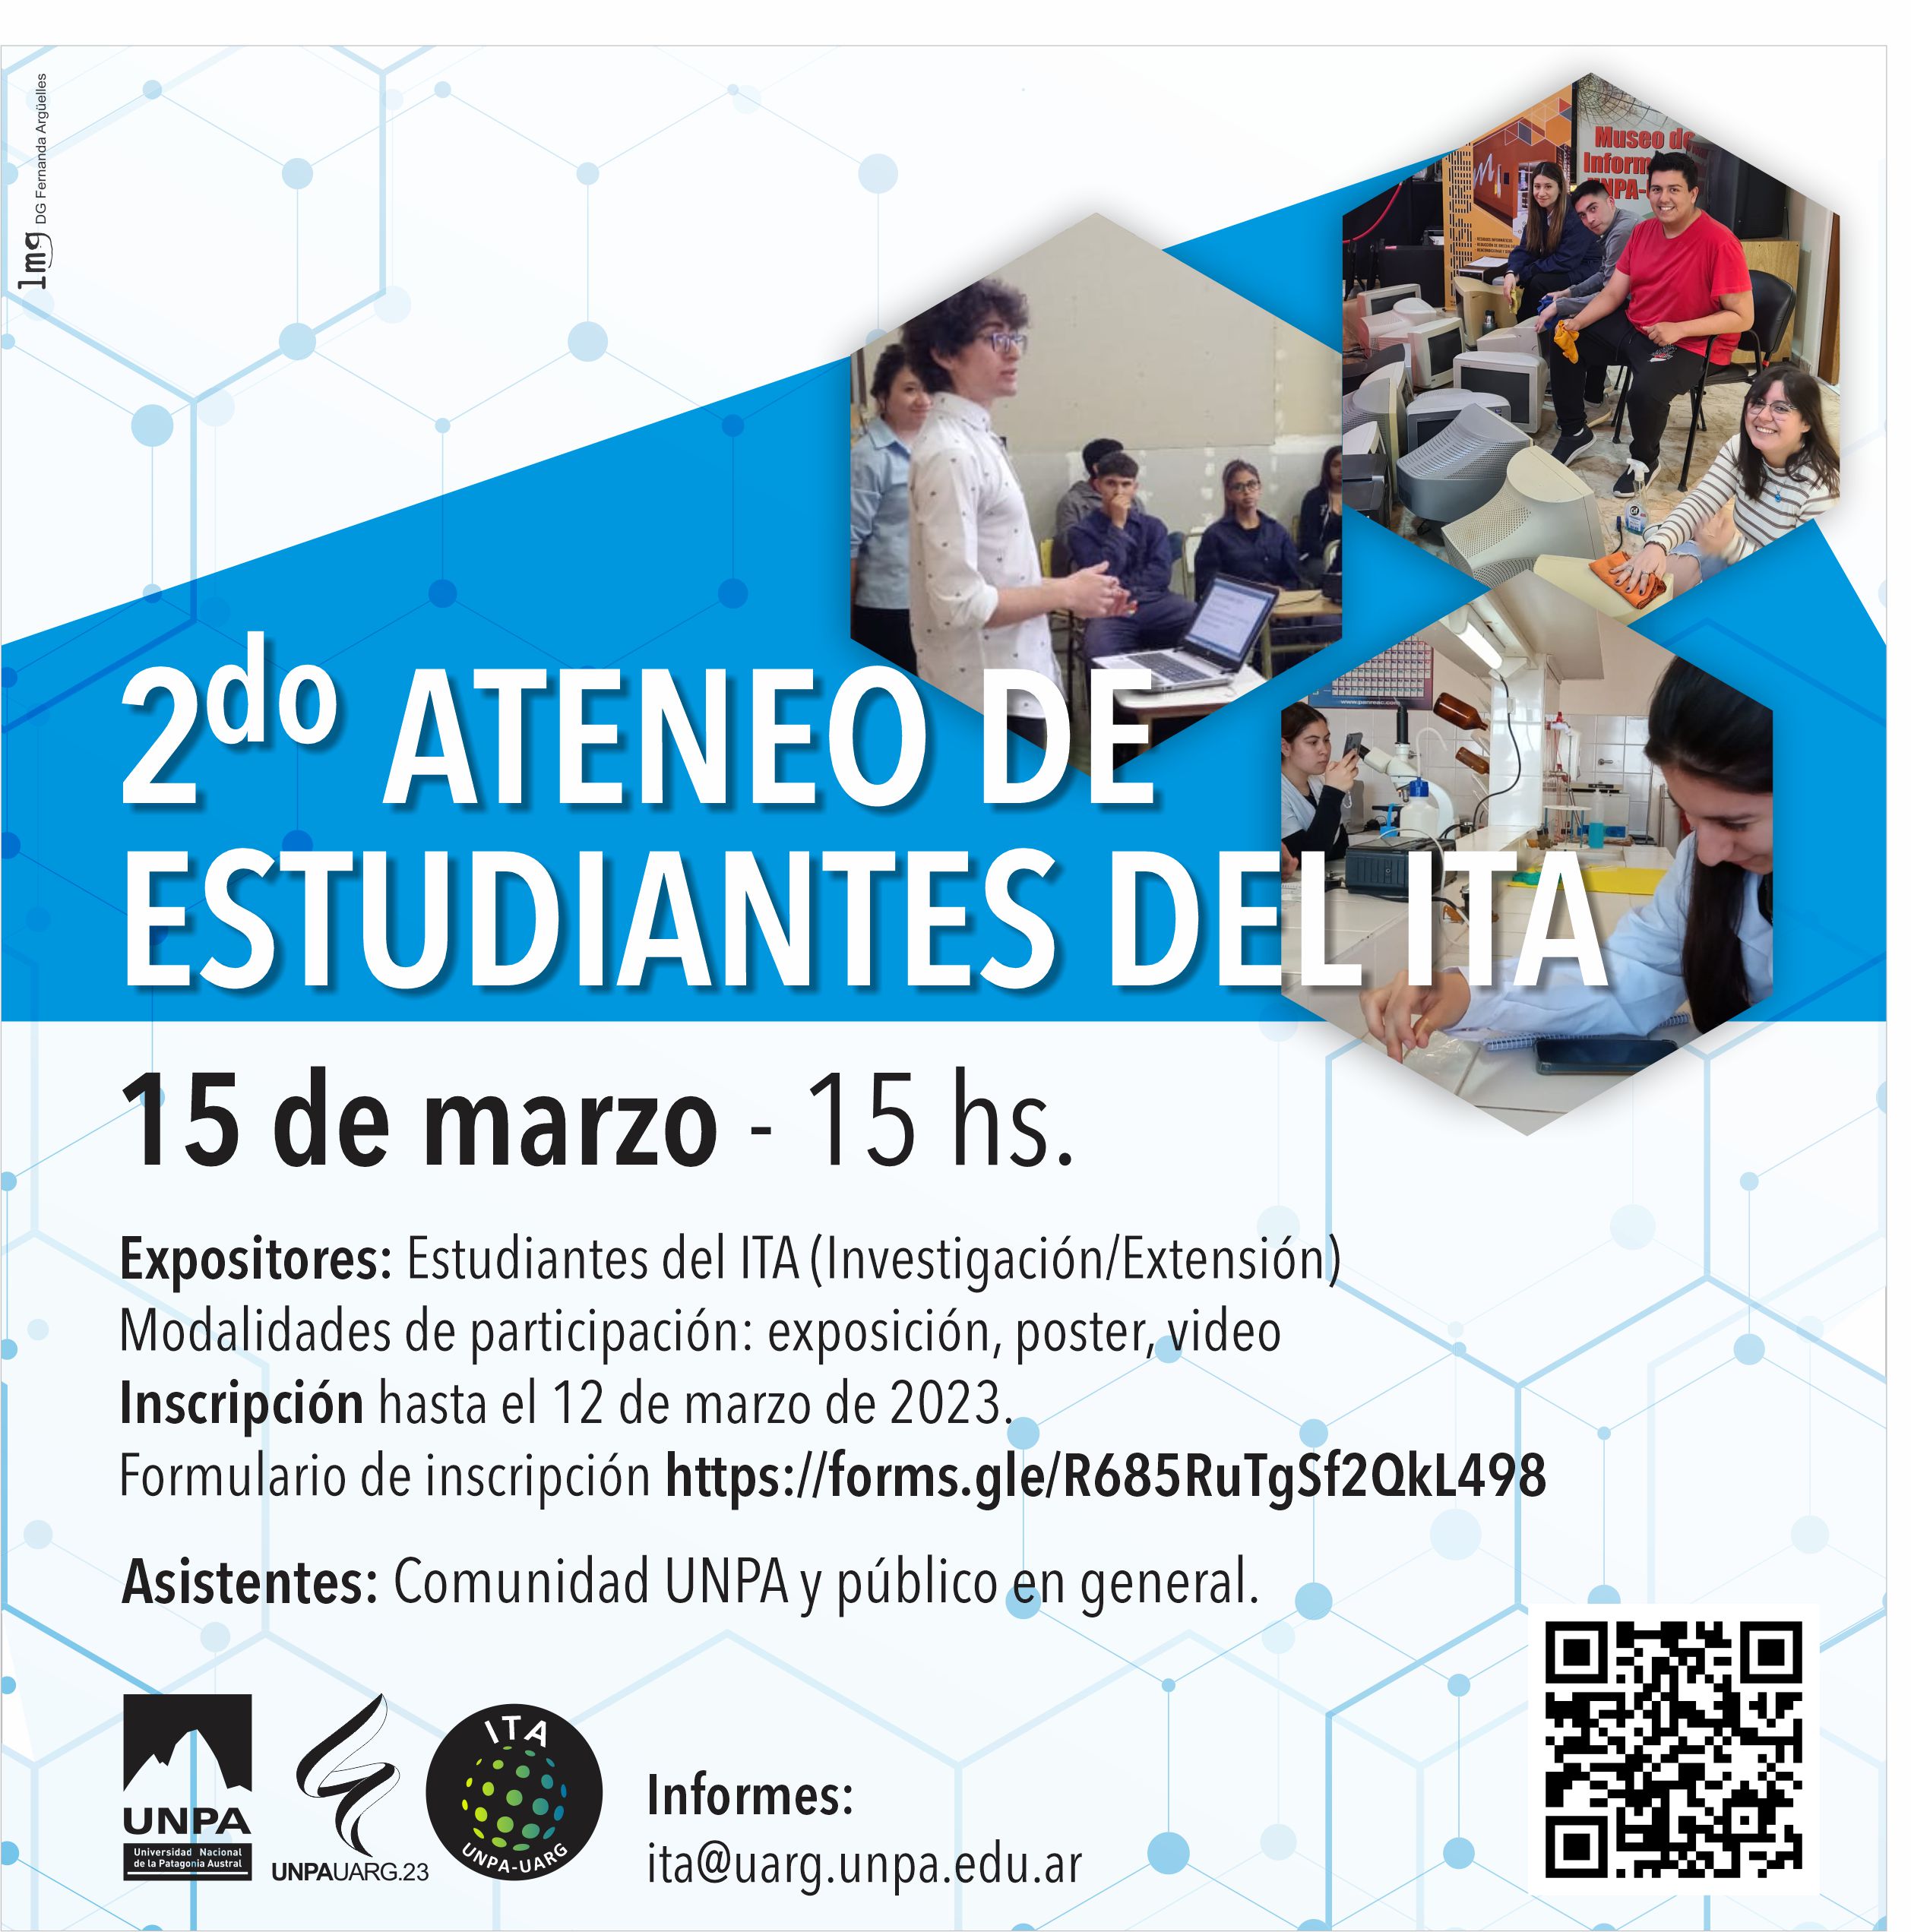 lmg DG Fernanda Argüelles
Museo de
Inform
UNPA-
2do ATENEO DE
ESTUDIANTES DEL ITA
15 de marzo - 15 hs.
Expositores: Estudiantes del ITA (Investigación/Extensión)
Modalidades de participación: exposición, poster, video
Inscripción hasta el 12 de marzo de 2023.
Formulario de inscripción https://forms.gle/R685RuTgSf2QkL498
Asistentes: Comunidad UNPA y público en general.
UNPA
Universidad Nacional
de la Patagonia Austral
UNPAUARG.23
ITA
UNPA-UARG
Informes:
ita@uarg.unpa.edu.ar